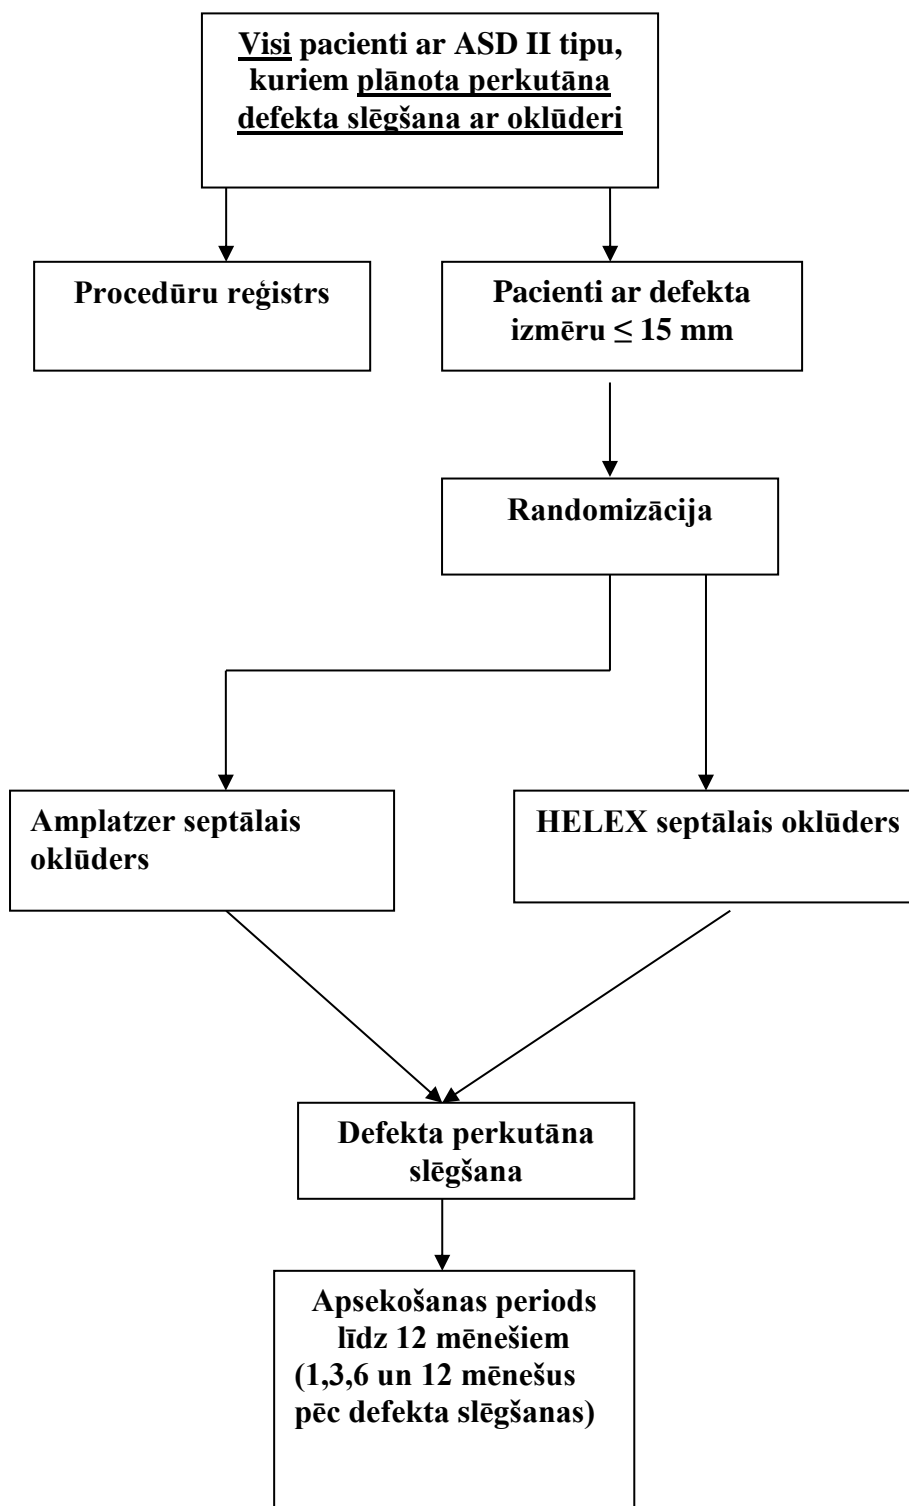 Visi pacienti ar ASD II tipu,
kuriem plānota perkutāna
defekta slēgšana ar oklūderi
Procedūru reģistrs
Pacienti ar defekta
izmēru ≤ 15 mm
Randomizācija
Amplatzer septālais
oklūders
HELEX septālais oklūders
Defekta perkutāna
slēgšana
Apsekošanas periods
līdz 12 mēnešiem
(1,3,6 un 12 mēnešus
pēc defekta slēgšanas)